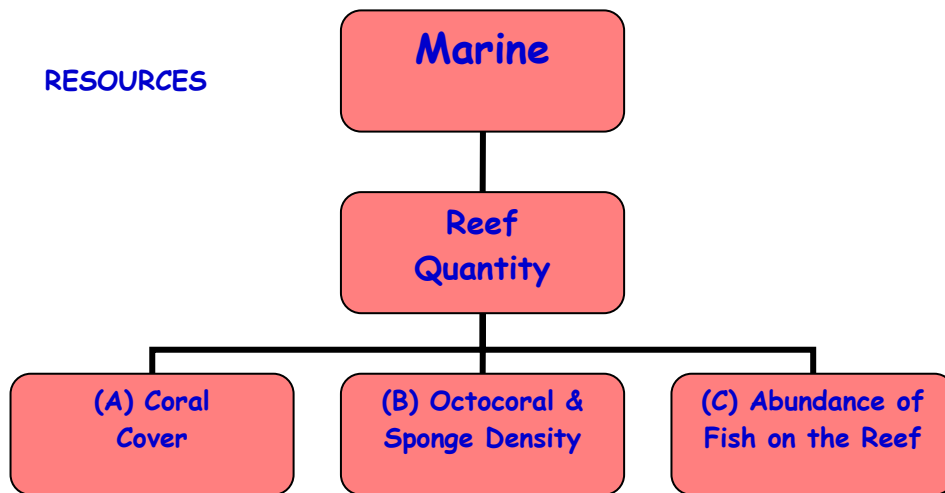 Marine
RESOURCES
Reef
Quantity
(A) Coral
Cover
(B) Octocoral &
Sponge Density
(C) Abundance of
Fish on the Reef